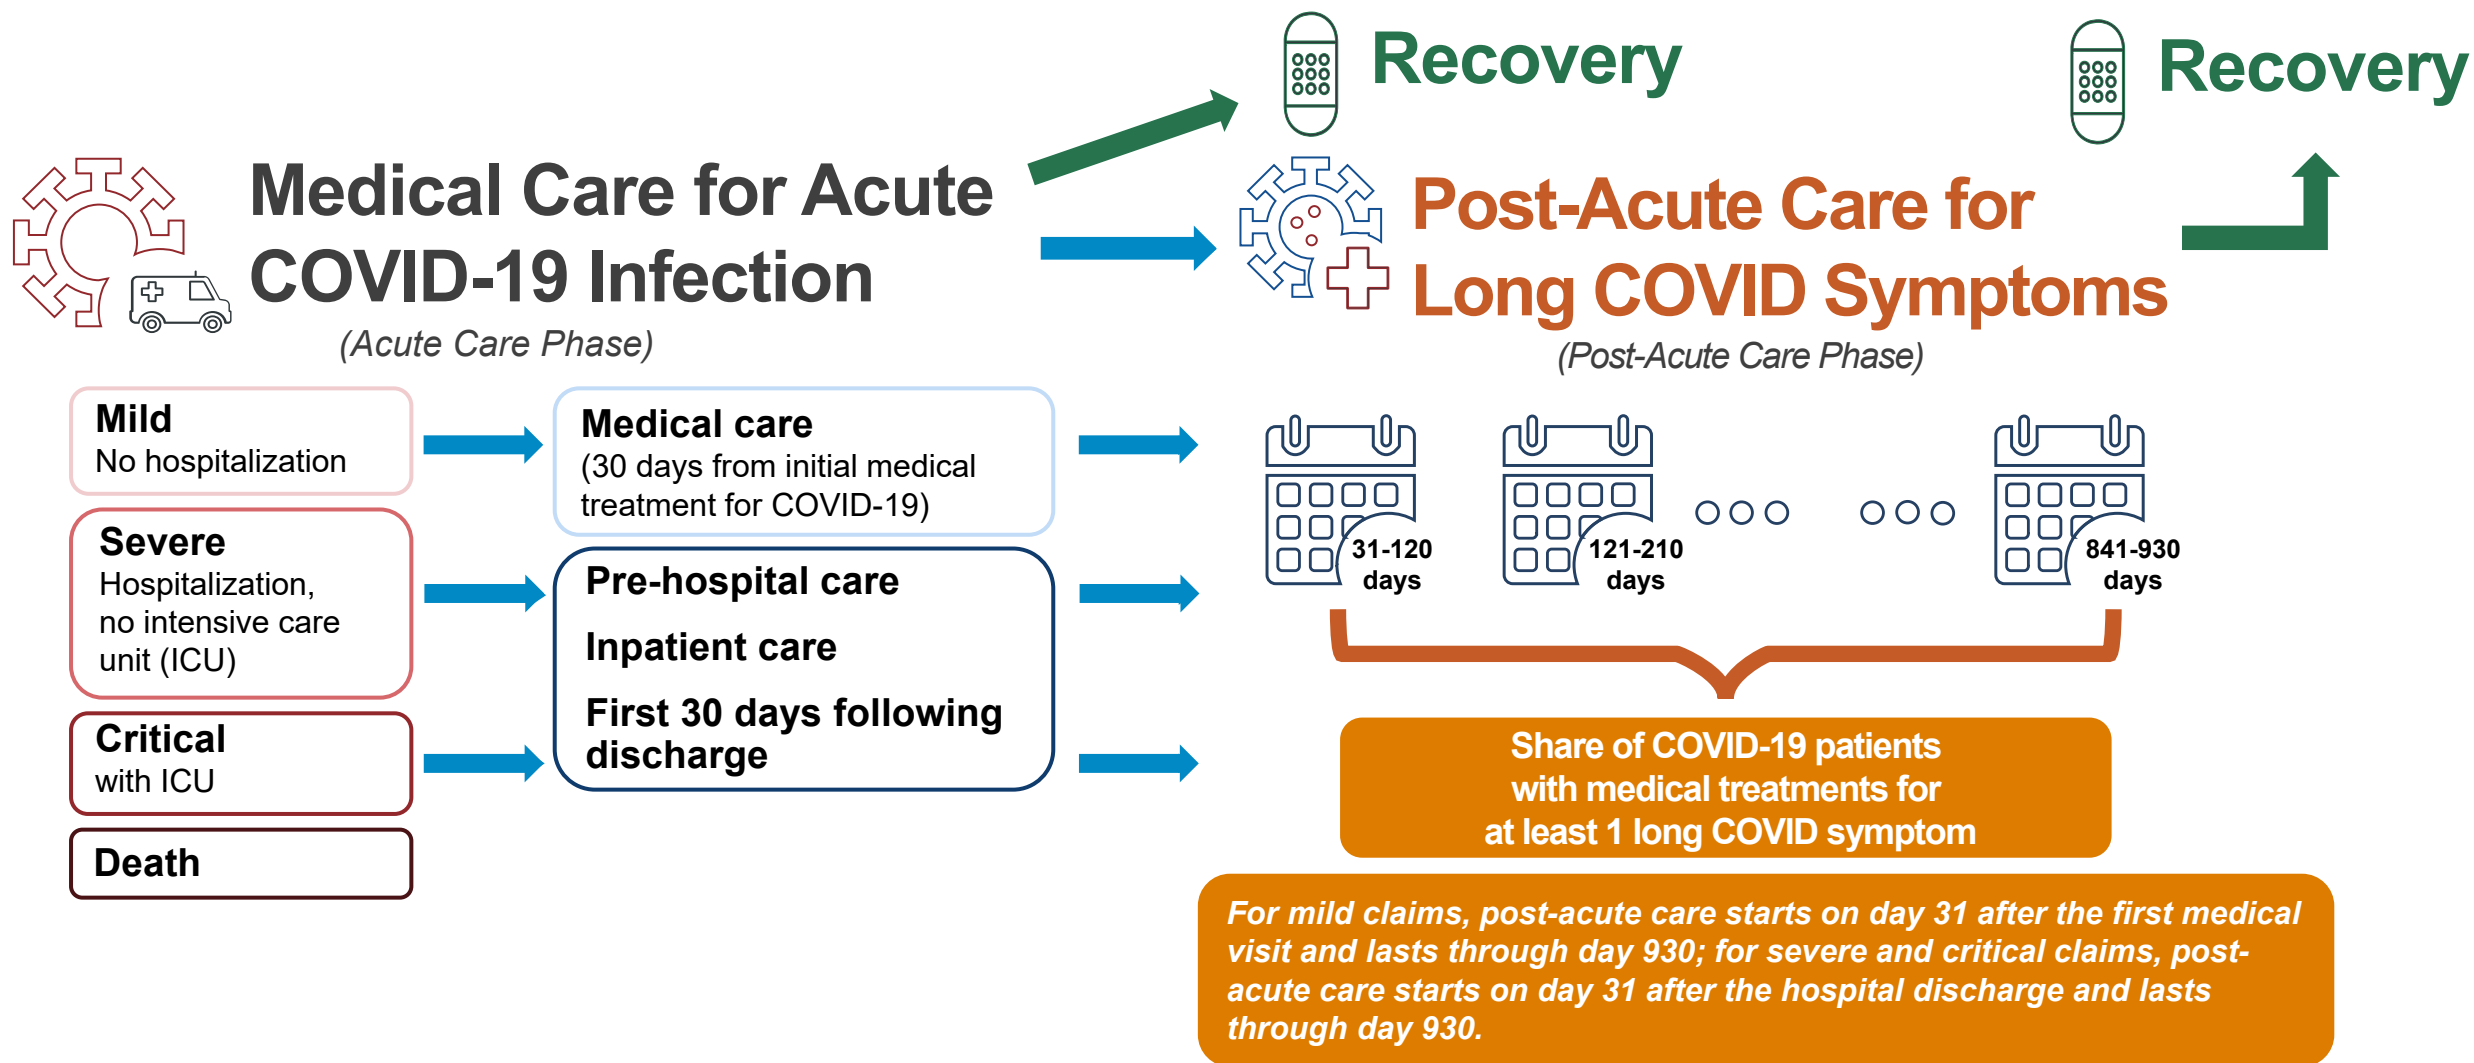 Recovery
Recovery
Medical Care for Acute
COVID-19 Infection
(Acute Care Phase)
Post-Acute Care for
Long COVID Symptoms
(Post-Acute Care Phase)
Mild
No hospitalization
Severe
Hospitalization,
no intensive care
unit (ICU)
Critical
with ICU
Death
Medical care
(30 days from initial medical
treatment for COVID-19)
Pre-hospital care
Inpatient care
First 30 days following
discharge
31-120
days
121-210
days
841-930
days
Share of COVID-19 patients
with medical treatments for
at least 1 long COVID symptom
For mild claims, post-acute care starts on day 31 after the first medical
visit and lasts through day 930; for severe and critical claims, post-
acute care starts on day 31 after the hospital discharge and lasts
through day 930.